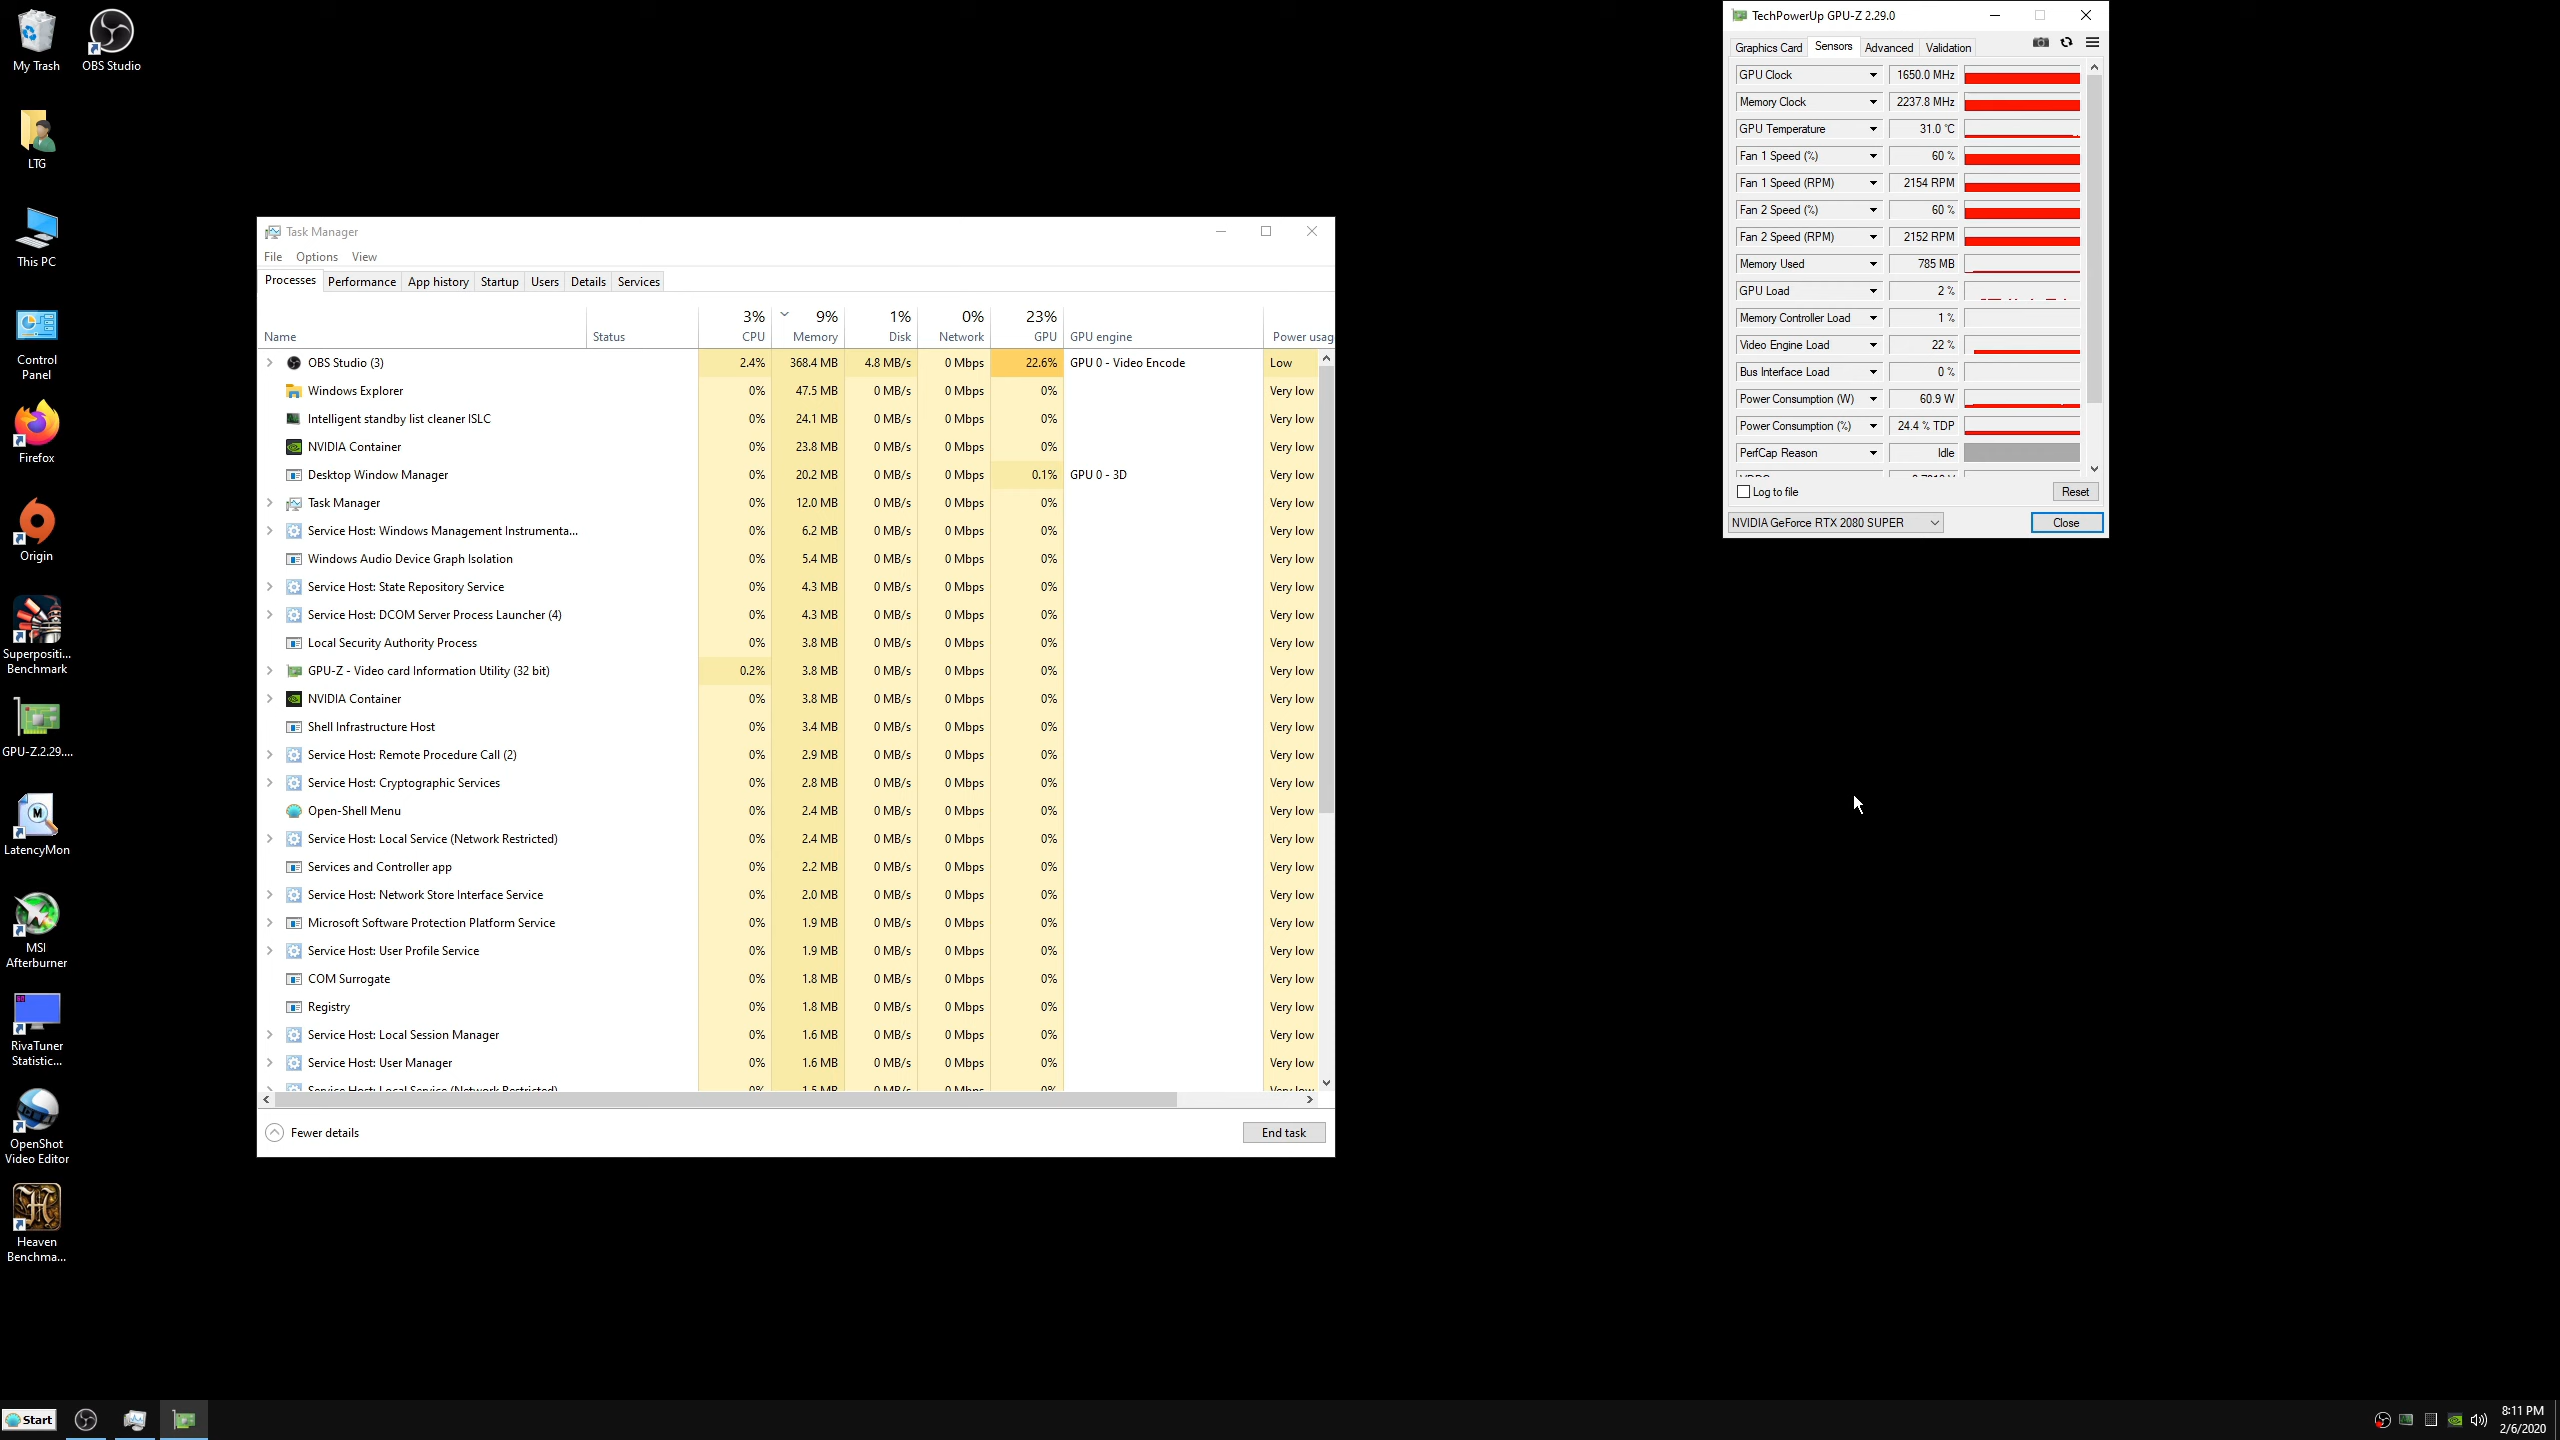 My Trash
OBS Studio
LTG
This PC
Control
Panel
Firefox
Origin
Superpositi...
Benchmark
GPU-Z.2.29....
LatencyMon
MSI
Afterburner
RivaTuner
Statistic...
OpenShot
Video Editor
Heaven
Benchma...
Task Manager
File Options View
Processes Performance App history Startup Users Details Services
3% 9% 1% 0% 23%
Name Status CPU Memory Disk Network GPU GPU engine Power usag
OBS Studio (3) 2.4% 368.4 MB 4.8 MB/s 0 Mbps 22.6% GPU 0 - Video Encode Low
Windows Explorer 0% 47.5 MB 0 MB/s 0 Mbps 0% Very low
Intelligent standby list cleaner ISLC 0% 24.1 MB 0 MB/s 0 Mbps 0% Very low
NVIDIA Container 0% 23.8 MB 0 MB/s 0 Mbps 0% Very low
Desktop Window Manager 0% 20.2 MB 0 MB/s 0 Mbps 0.1% GPU 0 - 3D Very low
Task Manager 0% 12.0 MB 0 MB/s 0 Mbps 0% Very low
Service Host: Windows Management Instrumenta... 0% 6.2 MB 0 MB/s 0 Mbps 0% Very low
Windows Audio Device Graph Isolation 0% 5.4 MB 0 MB/s 0 Mbps 0% Very low
Service Host: State Repository Service 0% 4.3 MB 0 MB/s 0 Mbps 0% Very low
Service Host: DCOM Server Process Launcher (4) 0% 4.3 MB 0 MB/s 0 Mbps 0% Very low
Local Security Authority Process 0% 3.8 MB 0 MB/s 0 Mbps 0% Very low
GPU-Z - Video card Information Utility (32 bit) 0.2% 3.8 MB 0 MB/s 0 Mbps 0% Very low
NVIDIA Container 0% 3.8 MB 0 MB/s 0 Mbps 0% Very low
Shell Infrastructure Host 0% 3.4 MB 0 MB/s 0 Mbps 0% Very low
Service Host: Remote Procedure Call (2) 0% 2.9 MB 0 MB/s 0 Mbps 0% Very low
Service Host: Cryptographic Services 0% 2.8 MB 0 MB/s 0 Mbps 0% Very low
Open-Shell Menu 0% 2.4 MB 0 MB/s 0 Mbps 0% Very low
Service Host: Local Service (Network Restricted) 0% 2.4 MB 0 MB/s 0 Mbps 0% Very low
Services and Controller app 0% 2.2 MB 0 MB/s 0 Mbps 0% Very low
Service Host: Network Store Interface Service 0% 2.0 MB 0 MB/s 0 Mbps 0% Very low
Microsoft Software Protection Platform Service 0% 1.9 MB 0 MB/s 0 Mbps 0% Very low
Service Host: User Profile Service 0% 1.9 MB 0 MB/s 0 Mbps 0% Very low
COM Surrogate 0% 1.8 MB 0 MB/s 0 Mbps 0% Very low
Registry 0% 1.8 MB 0 MB/s 0 Mbps 0% Very low
Service Host: Local Session Manager 0% 1.6 MB 0 MB/s 0 Mbps 0% Very low
Service Host: User Manager 0% 1.6 MB 0 MB/s 0 Mbps 0% Very low
Service Host: Local Service (Network Restricted) 0% 1.5 MB 0 MB/s 0 Mbps 0% Very low
Fewer details End task
TechPowerUp GPU-Z 2.29.0
Graphics Card Sensors Advanced Validation
GPU Clock 1650.0 MHz
Memory Clock 2237.8 MHz
GPU Temperature 31.0 °C
Fan 1 Speed (%) 60 %
Fan 1 Speed (RPM) 2154 RPM
Fan 2 Speed (%) 60 %
Fan 2 Speed (RPM) 2152 RPM
Memory Used 785 MB
GPU Load 2 %
Memory Controller Load 1 %
Video Engine Load 22 %
Bus Interface Load 0 %
Power Consumption (W) 60.9 W
Power Consumption (%) 24.4 % TDP
PerfCap Reason Idle
Log to file Reset
NVIDIA GeForce RTX 2080 SUPER Close
Start
8:11 PM
2/6/2020